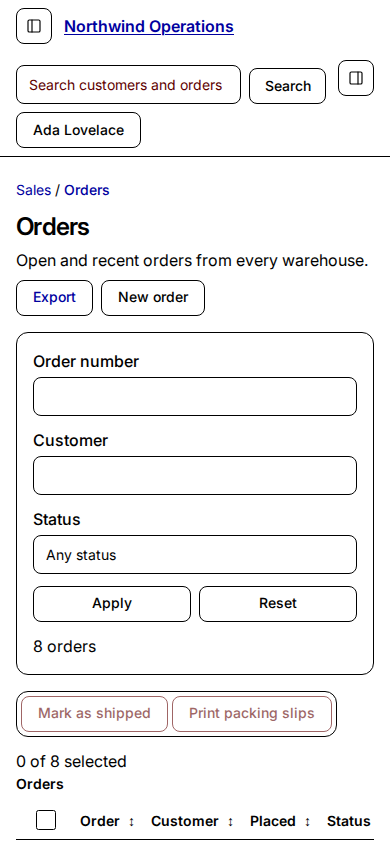 Northwind Operations
Search customers and orders Search
Ada Lovelace
Sales / Orders
Orders
Open and recent orders from every warehouse.
Export New order
Order number
Customer
Status
Any status
Apply Reset
8 orders
Mark as shipped Print packing slips
0 of 8 selected
Orders
Order ↕ Customer ↕ Placed ↕ Status